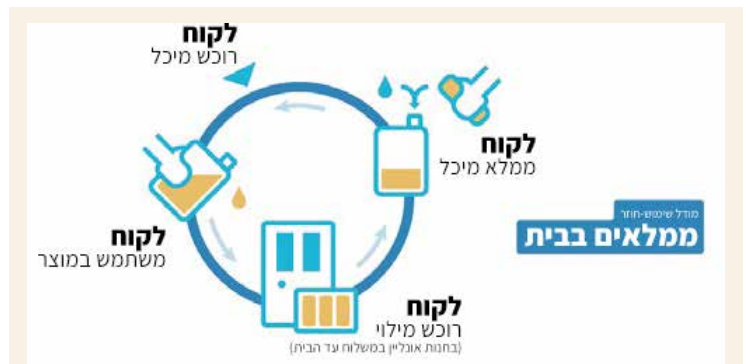 לקוח
רוכש מיכל
לקוח
ממלא מיכל
מודל שימוש-חוזר
ממלאים בבית
לקוח
משתמש במוצר
לקוח
רוכש מילוי
(בחנות אונליין במשלוח עד הבית)